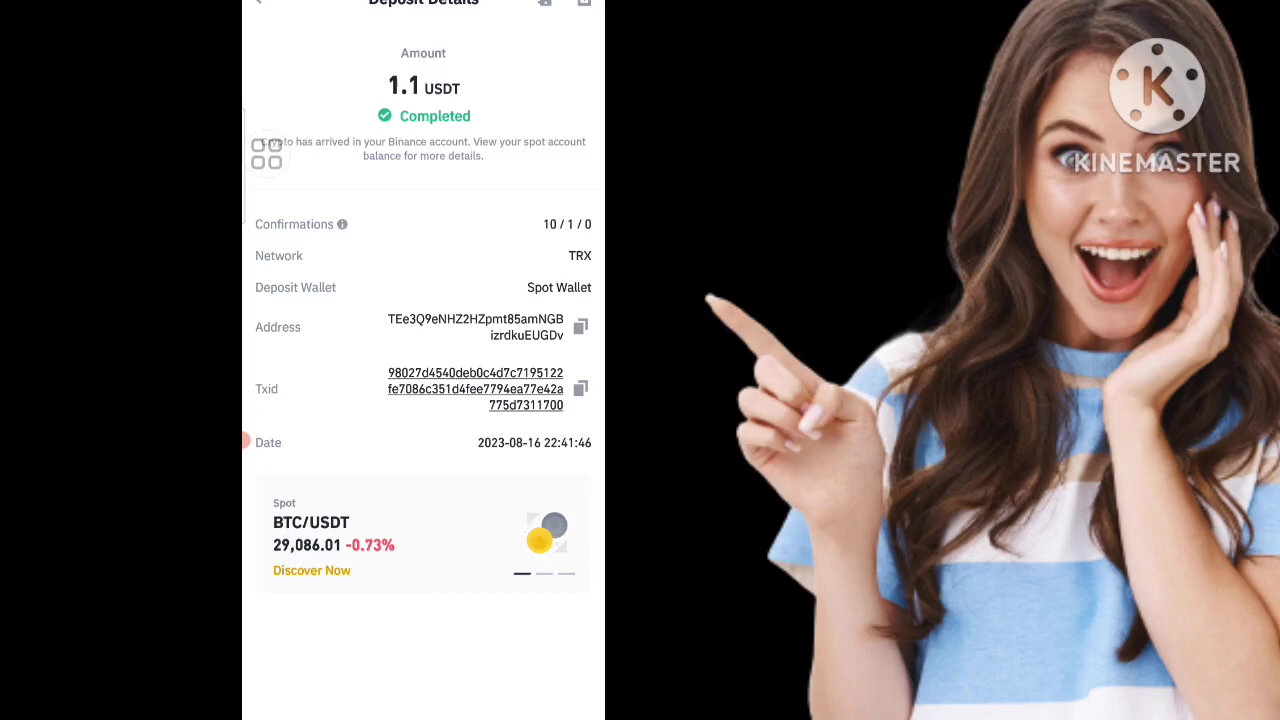 Deposit Details
Amount
1.1 USDT
Completed
Crypto has arrived in your Binance account. View your spot account
balance for more details.
Confirmations
10 / 1 / 0
Network
TRX
Deposit Wallet
Spot Wallet
Address
TEe3Q9eNHZ2HZpmt85amNGB
izrdkuEUGDv
Txid
98027d4540deb0c4d7c7195122
fe7086c351d4fee7794ea77e42a
775d7311700
Date
2023-08-16 22:41:46
Spot
BTC/USDT
29,086.01 -0.73%
Discover Now
K
KINEMASTER